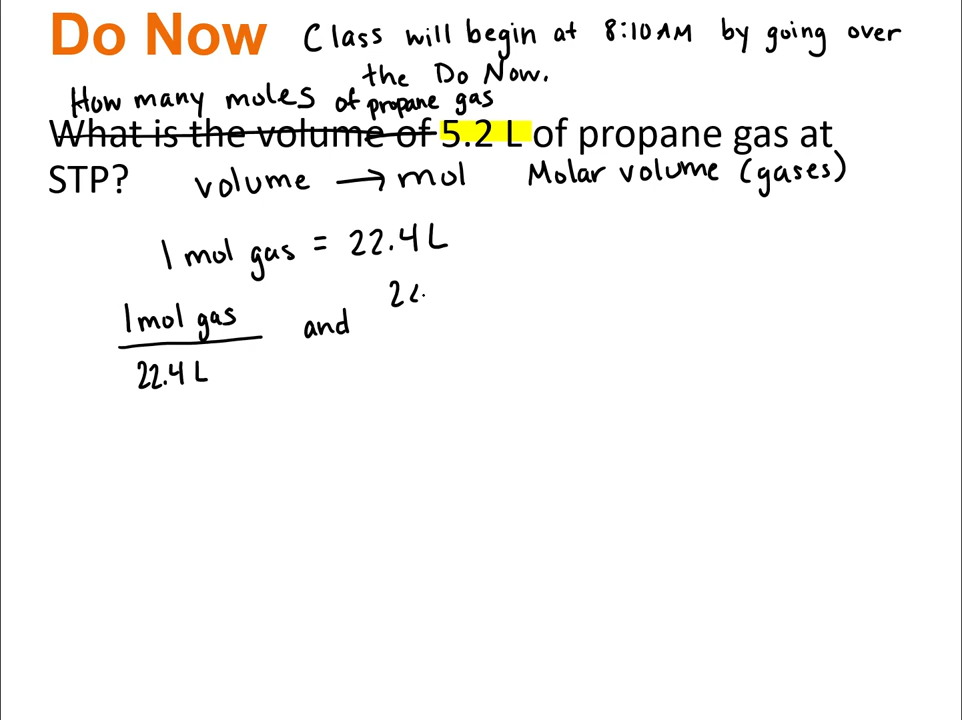 Do Now Class will begin at 8:10AM by going over
the Do Now.
How many moles of propane gas
What is the volume of 5.2 L of propane gas at
STP? volume → mol Molar volume (gases)
1 mol gas = 22.4 L
1 mol gas and
22.4 L